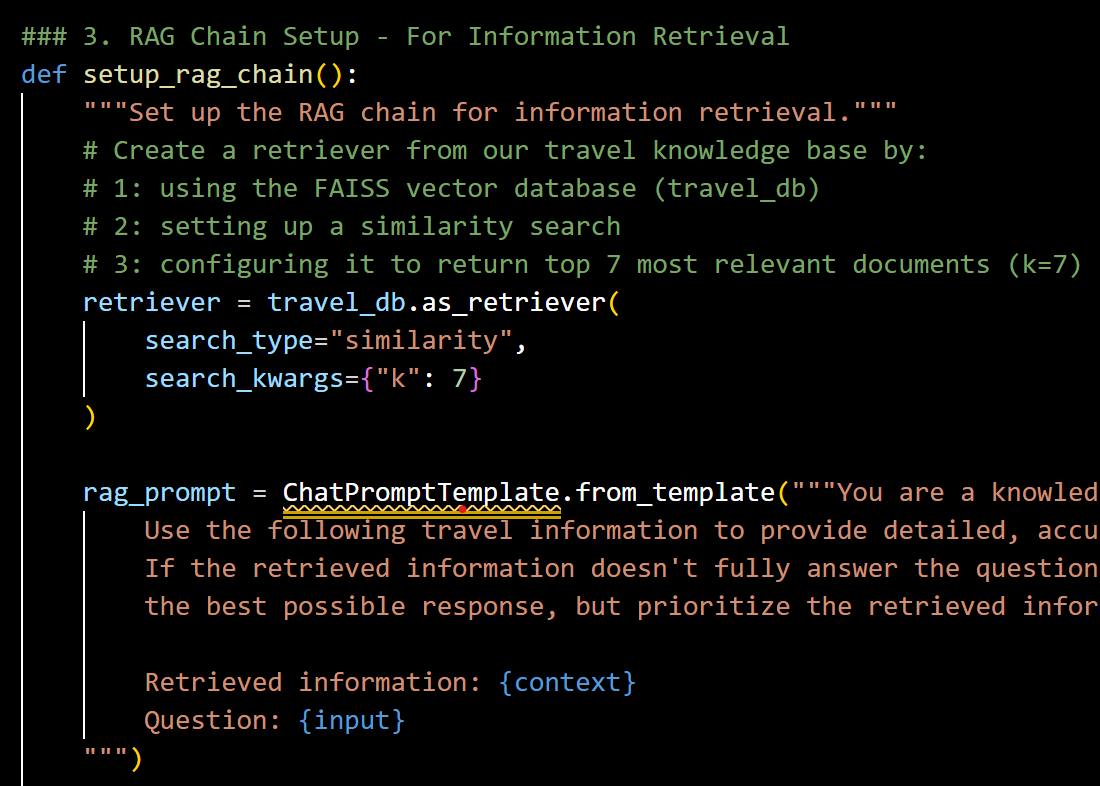 ### 3. RAG Chain Setup - For Information Retrieval
def setup_rag_chain():
"""Set up the RAG chain for information retrieval."""
# Create a retriever from our travel knowledge base by:
# 1: using the FAISS vector database (travel_db)
# 2: setting up a similarity search
# 3: configuring it to return top 7 most relevant documents (k=7)
retriever = travel_db.as_retriever(
search_type="similarity",
search_kwargs={"k": 7}
)
rag_prompt = ChatPromptTemplate.from_template("""You are a knowled
Use the following travel information to provide detailed, accu
If the retrieved information doesn't fully answer the question
the best possible response, but prioritize the retrieved infor
Retrieved information: {context}
Question: {input}
""")